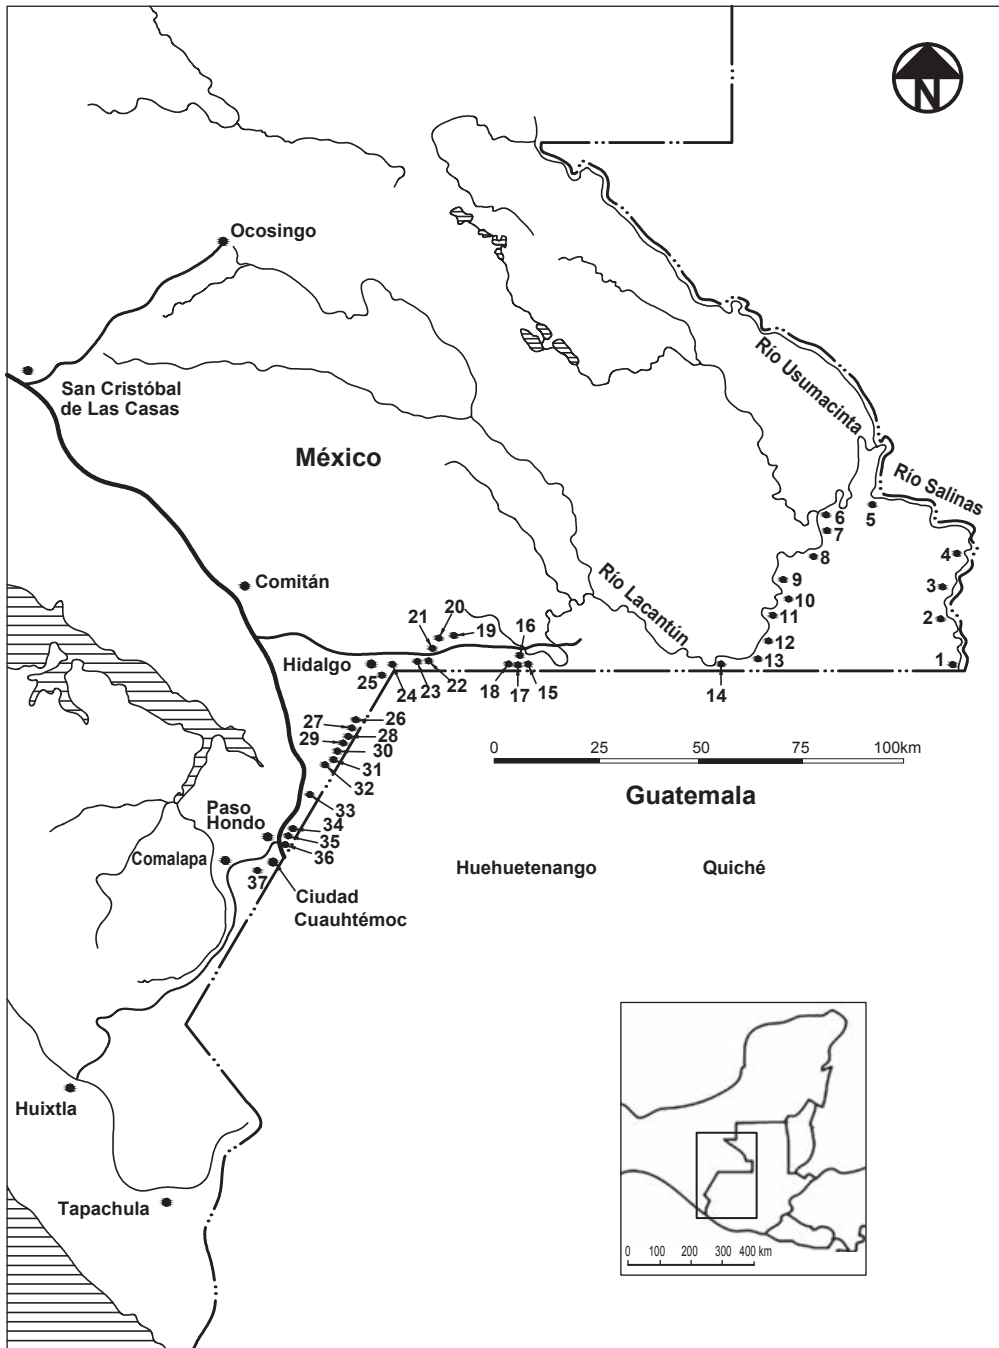 N
Ocosingo
San Cristóbal
de Las Casas
Río Usumacinta
México
Río Salinas
6
5
7
4
8
Río Lacantún
9
3
Comitán
10
11
2
20
21
19
16
12
Hidalgo
13
1
25
24
23
22
18
17
15
14
27
26
29
28
30
31
0
25
50
75
100km
32
Guatemala
Paso
Hondo
33
34
35
36
Comalapa
Huehuetenango
Quiché
37
Ciudad
Cuauhtémoc
Huixtla
Tapachula
0
100
200
300
400 km